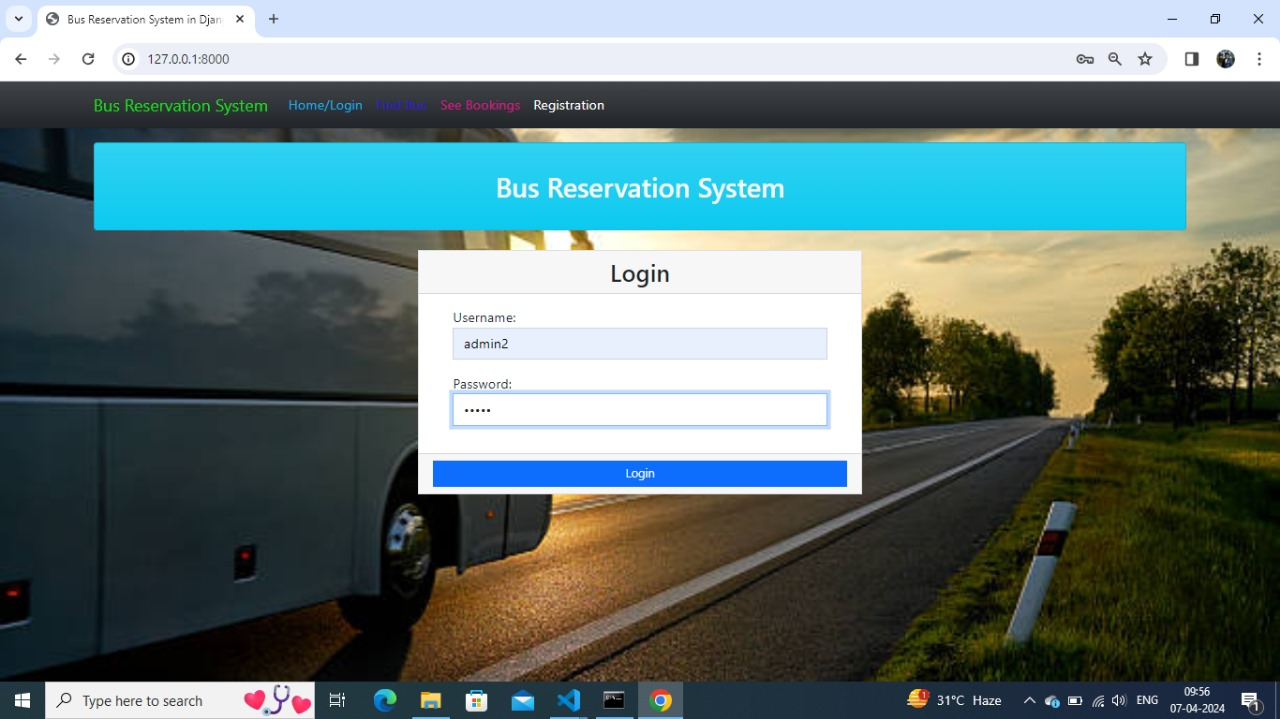 Bus Reservation System in Djan
127.0.0.1:8000
Bus Reservation System Home/Login Find Bus See Bookings Registration
Bus Reservation System
Login
Username:
admin2
Password:
•••••
Login
Type here to search
1
31°C Haze
ENG
09:56
07-04-2024
1